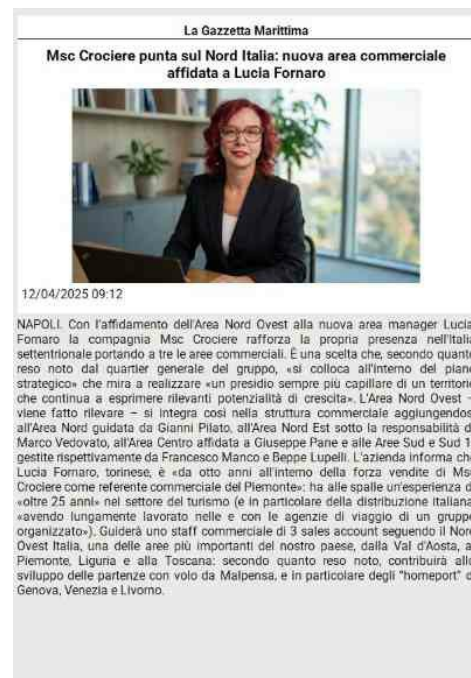 La Gazzetta Marittima
Msc Crociere punta sul Nord Italia: nuova area commerciale
affidata a Lucia Fornaro
12/04/2025 09:12
NAPOLI. Con l'affidamento dell'Area Nord Ovest alla nuova area manager Lucia
Fornaro la compagnia Msc Crociere rafforza la propria presenza nell'Italia
settentrionale portando a tre le aree commerciali. È una scelta che, secondo quanto
reso noto dal quartier generale del gruppo, «si colloca all'interno del piano
strategico» che mira a realizzare «un presidio sempre più capillare di un territorio
che continua a esprimere rilevanti potenzialità di crescita». L'Area Nord Ovest –
viene fatto rilevare – si integra così nella struttura commerciale aggiungendosi
all'Area Nord guidata da Gianni Pilato, all'Area Nord Est sotto la responsabilità di
Marco Vedovato, all'Area Centro affidata a Giuseppe Pane e alle Aree Sud e Sud 1,
gestite rispettivamente da Francesco Manco e Beppe Lupelli. L'azienda informa che
Lucia Fornaro, torinese, è «da otto anni all'interno della forza vendite di Msc
Crociere come referente commerciale del Piemonte»: ha alle spalle un'esperienza di
«oltre 25 anni» nel settore del turismo (e in particolare della distribuzione italiana,
«avendo lungamente lavorato nelle e con le agenzie di viaggio di un gruppo
organizzato»). Guiderà uno staff commerciale di 3 sales account seguendo il Nord
Ovest Italia, una delle aree più importanti del nostro paese, dalla Val d'Aosta, al
Piemonte, Liguria e alla Toscana: secondo quanto reso noto, contribuirà allo
sviluppo delle partenze con volo da Malpensa, e in particolare degli "homeport" di
Genova, Venezia e Livorno.